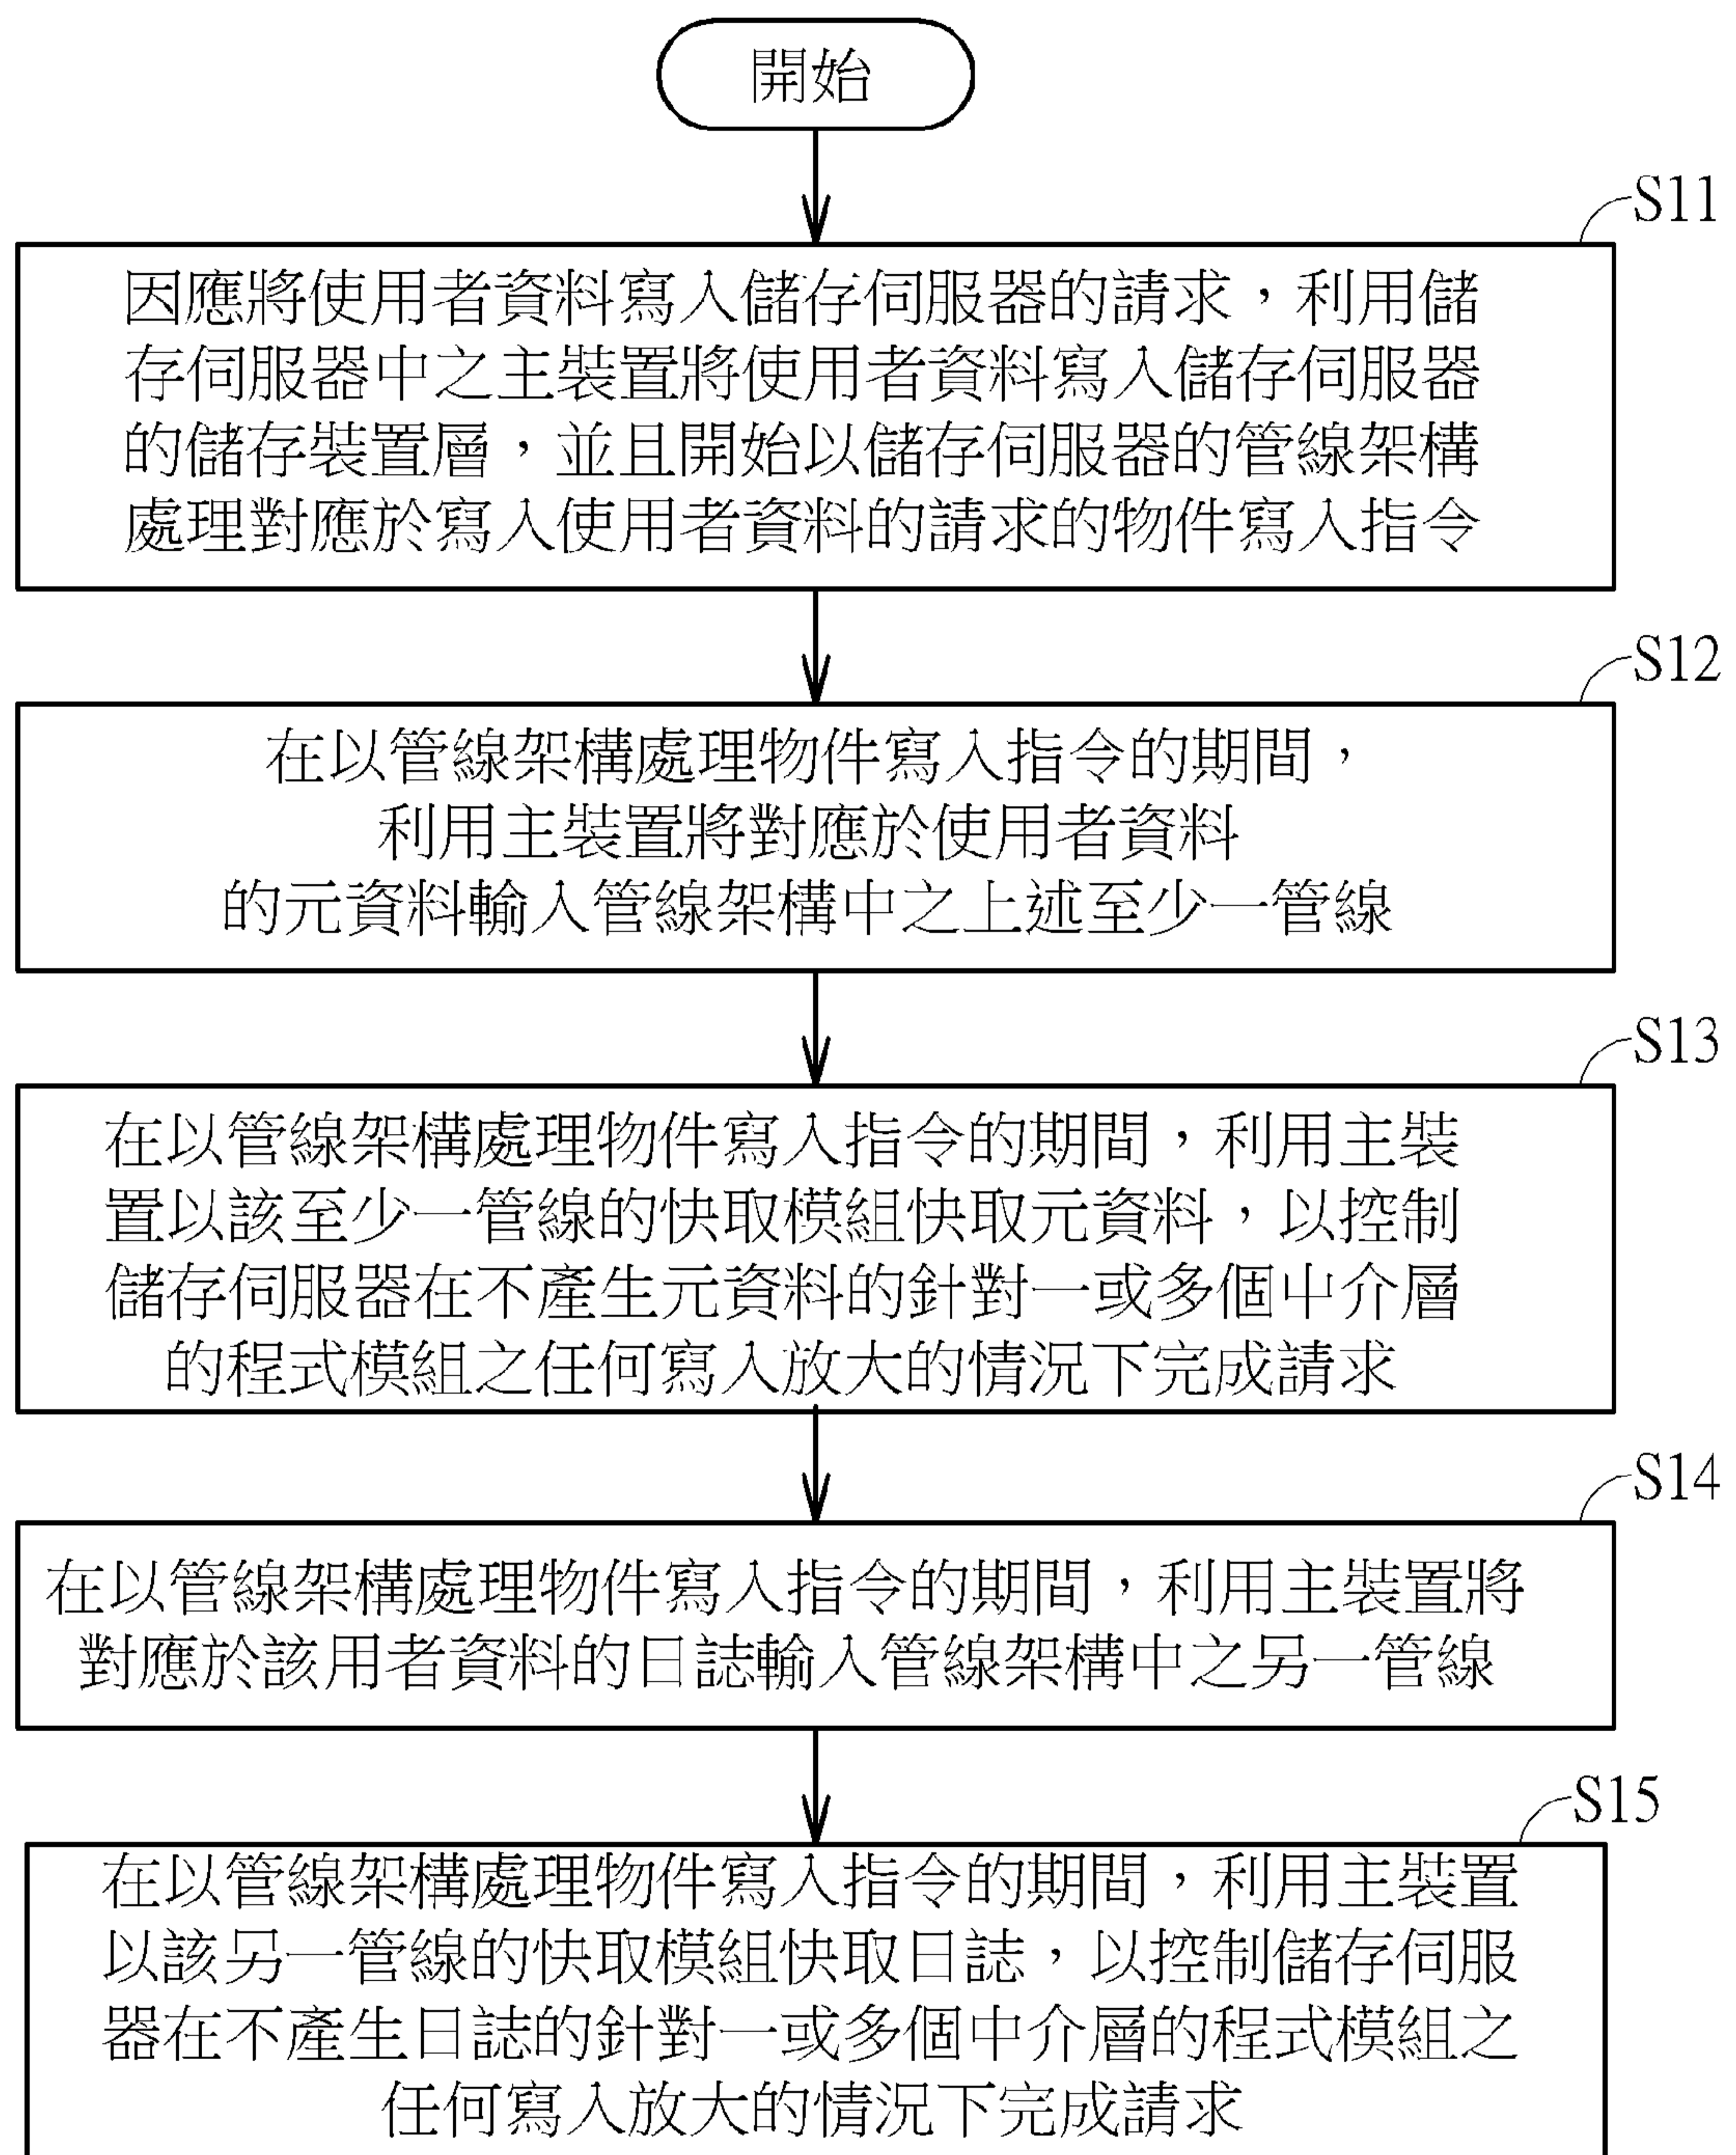 開始
S11
因應將使用者資料寫入儲存伺服器的請求，利用儲
存伺服器中之主裝置將使用者資料寫入儲存伺服器
的儲存裝置層，並且開始以儲存伺服器的管線架構
處理對應於寫入使用者資料的請求的物件寫入指令
S12
在以管線架構處理物件寫入指令的期間，
利用主裝置將對應於使用者資料
的元資料輸入管線架構中之上述至少一管線
S13
在以管線架構處理物件寫入指令的期間，利用主裝
置以該至少一管線的快取模組快取元資料，以控制
儲存伺服器在不產生元資料的針對一或多個中介層
的程式模組之任何寫入放大的情況下完成請求
S14
在以管線架構處理物件寫入指令的期間，利用主裝置將
對應於該用者資料的日誌輸入管線架構中之另一管線
S15
在以管線架構處理物件寫入指令的期間，利用主裝置
以該另一管線的快取模組快取日誌，以控制儲存伺服
器在不產生日誌的針對一或多個中介層的程式模組之
任何寫入放大的情況下完成請求